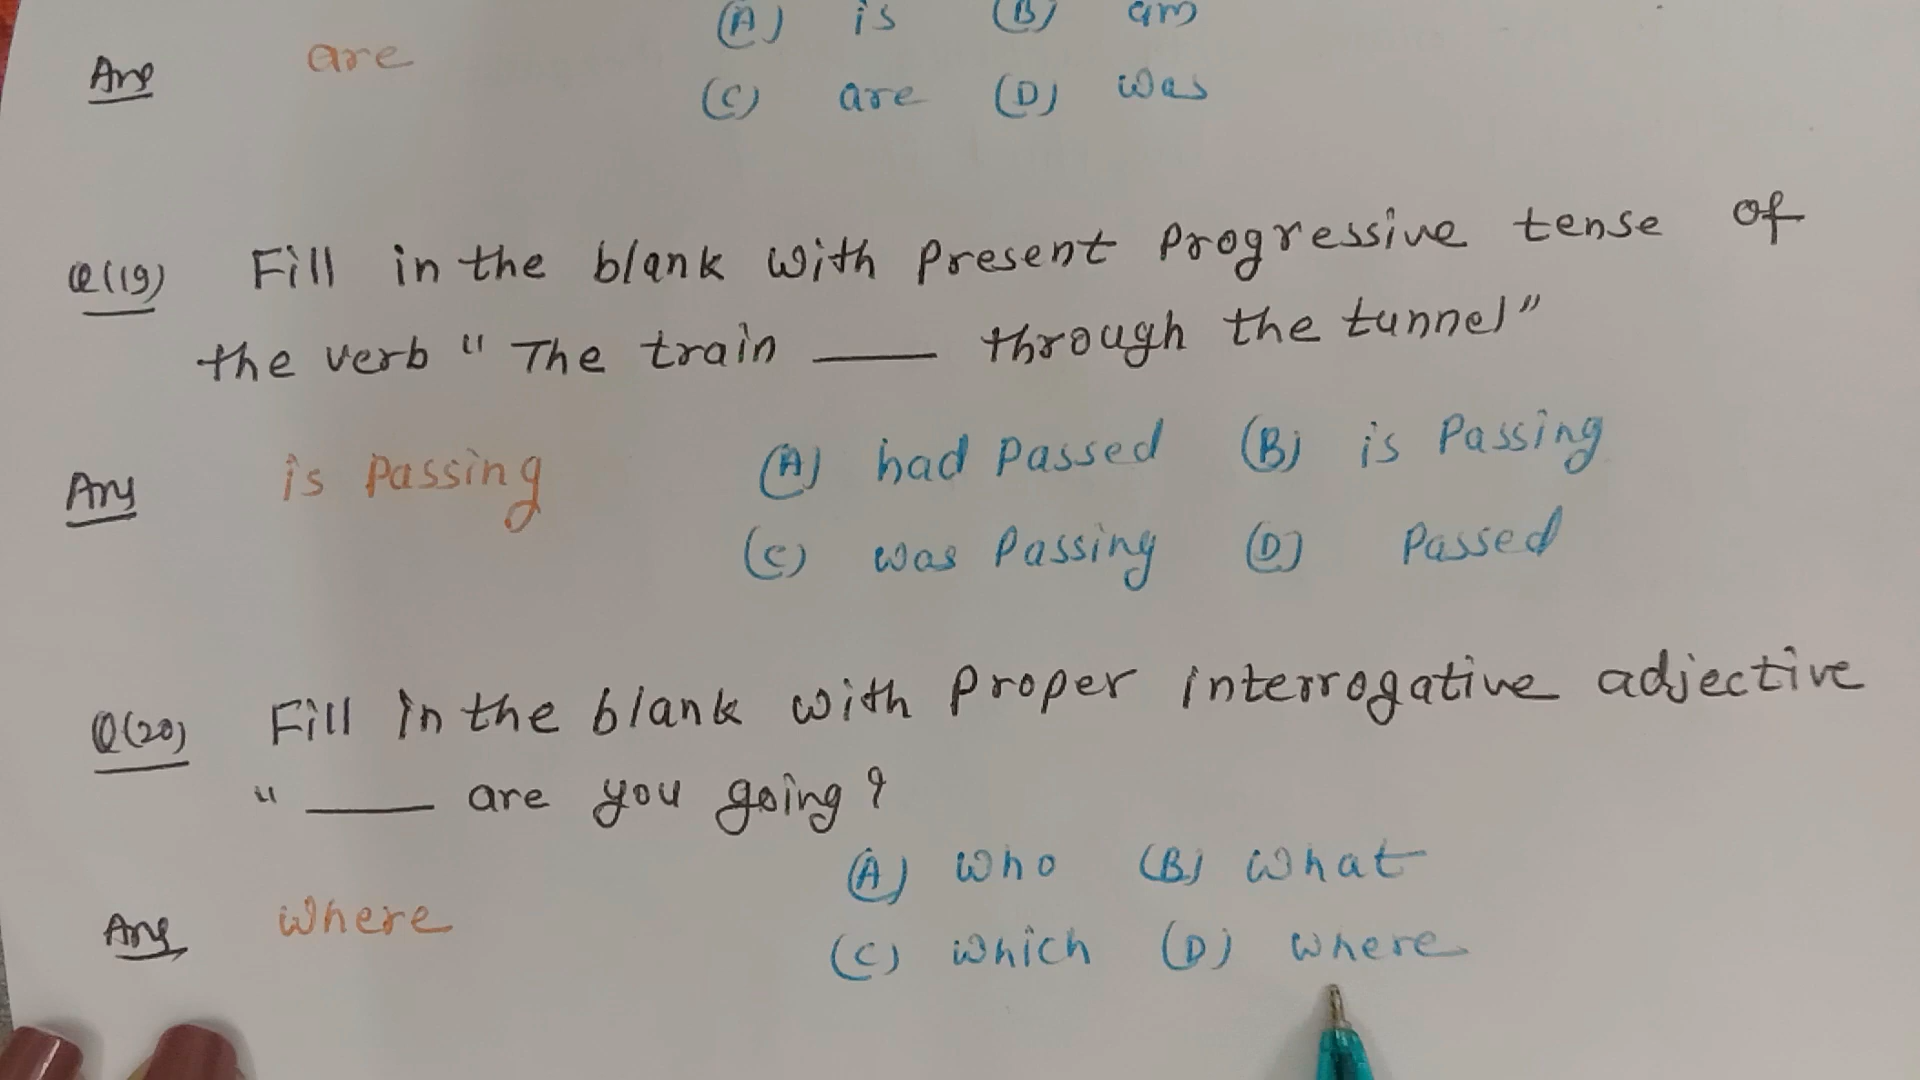 (A) is (B) am
Ans are
(C) are (D) was
Q(19) Fill in the blank with present progressive tense of
the verb " The train ____ through the tunnel"
Ans is passing (A) had passed (B) is passing
(C) was passing (D) passed
Q(20) Fill in the blank with proper interrogative adjective
" ____ are you going ?
(A) who (B) what
Ans where
(C) which (D) where